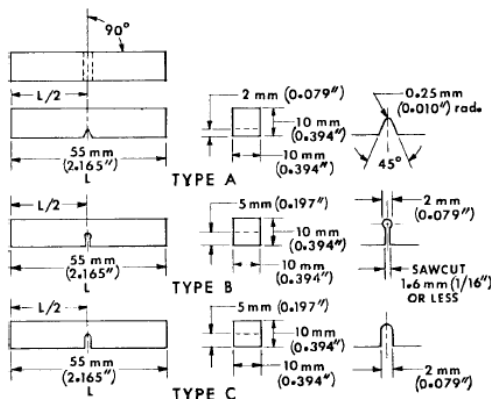 90°
L/2
2 mm (0.079")
0.25 mm
(0.010") rad.
10 mm
(0.394")
55 mm
(2.165")
L
10 mm
(0.394")
45°
TYPE A
L/2
5 mm (0.197")
2 mm
(0.079")
10 mm
(0.394")
55 mm
(2.165")
L
10 mm
(0.394")
SAWCUT
1.6 mm (1/16")
OR LESS
TYPE B
L/2
5 mm (0.197")
10 mm
(0.394")
55 mm
(2.165")
L
10 mm
(0.394")
2 mm
(0.079")
TYPE C